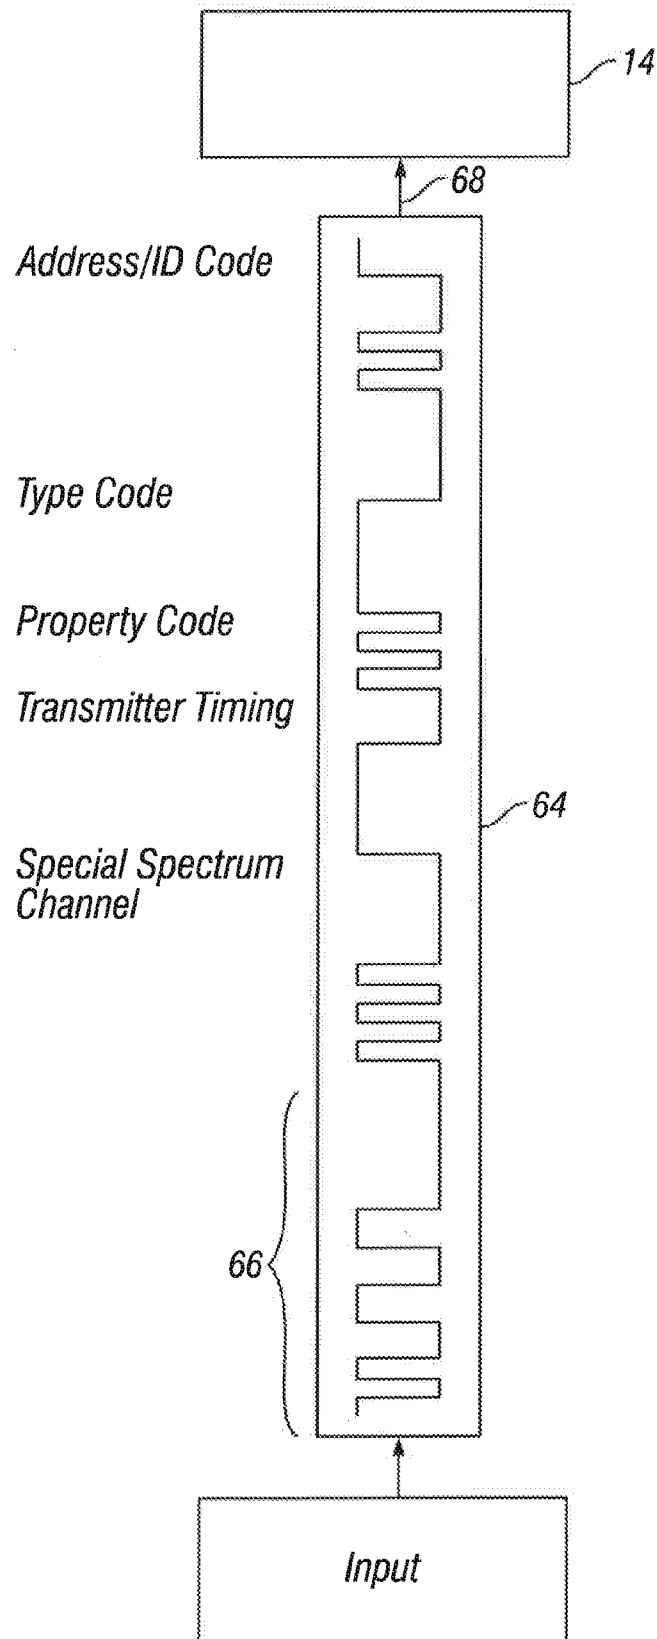 14
68
Address/ID Code
Type Code
Property Code
Transmitter Timing
64
Special Spectrum
Channel
66
Input